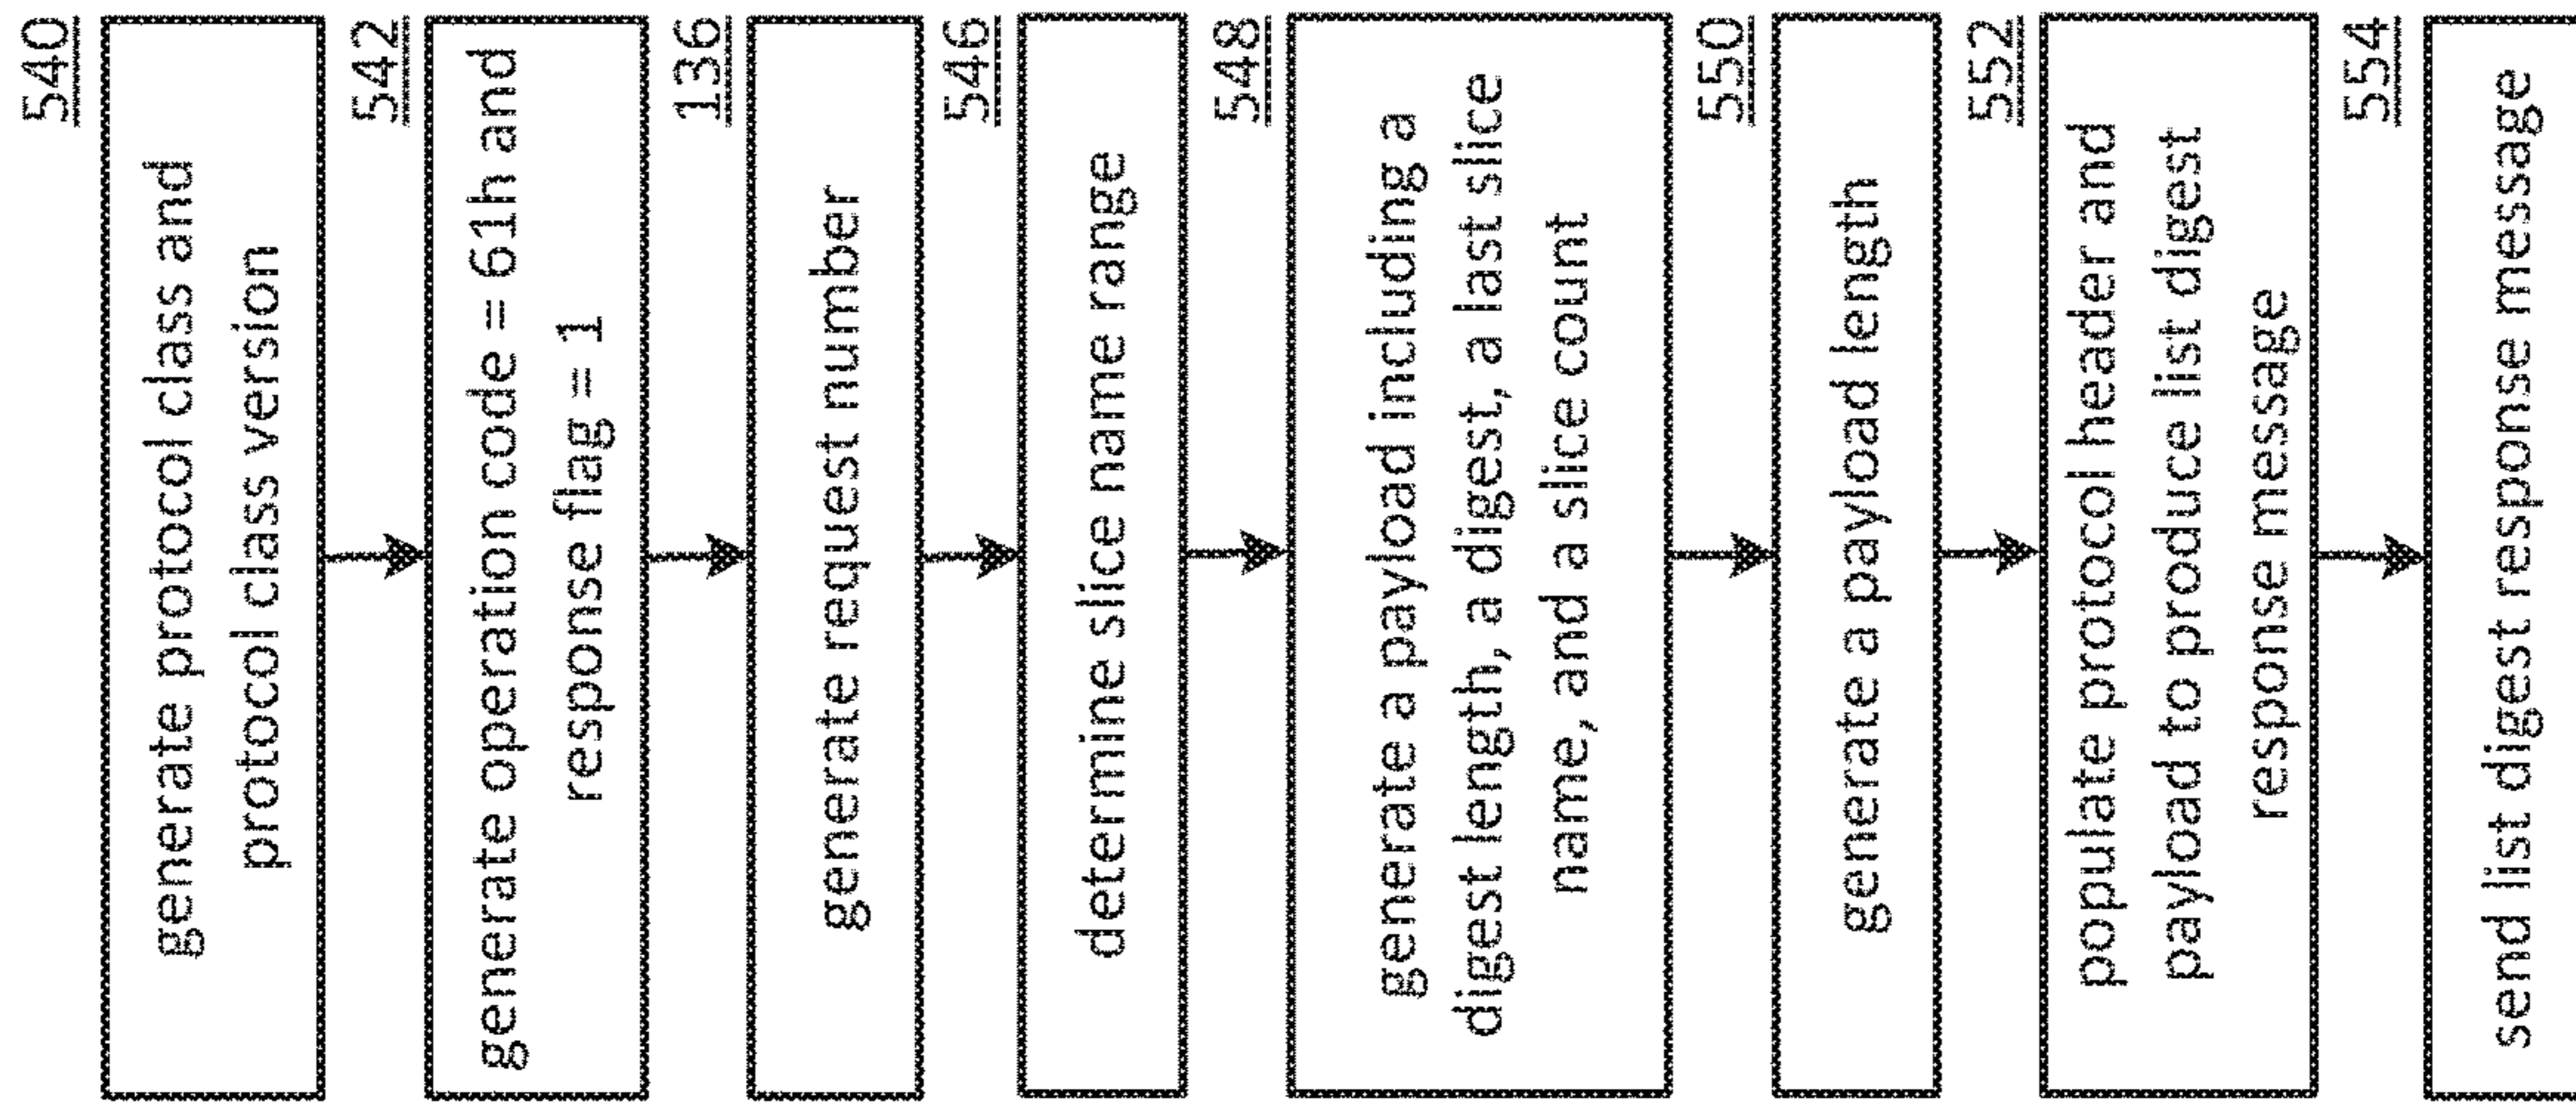 540
generate protocol class and
protocol class version
542
generate operation code = 61h and
response flag = 1
136
generate request number
546
determine slice name range
548
generate a payload including a
digest length, a digest, a last slice
name, and a slice count
550
generate a payload length
552
populate protocol header and
payload to produce list digest
response message
554
send list digest response message